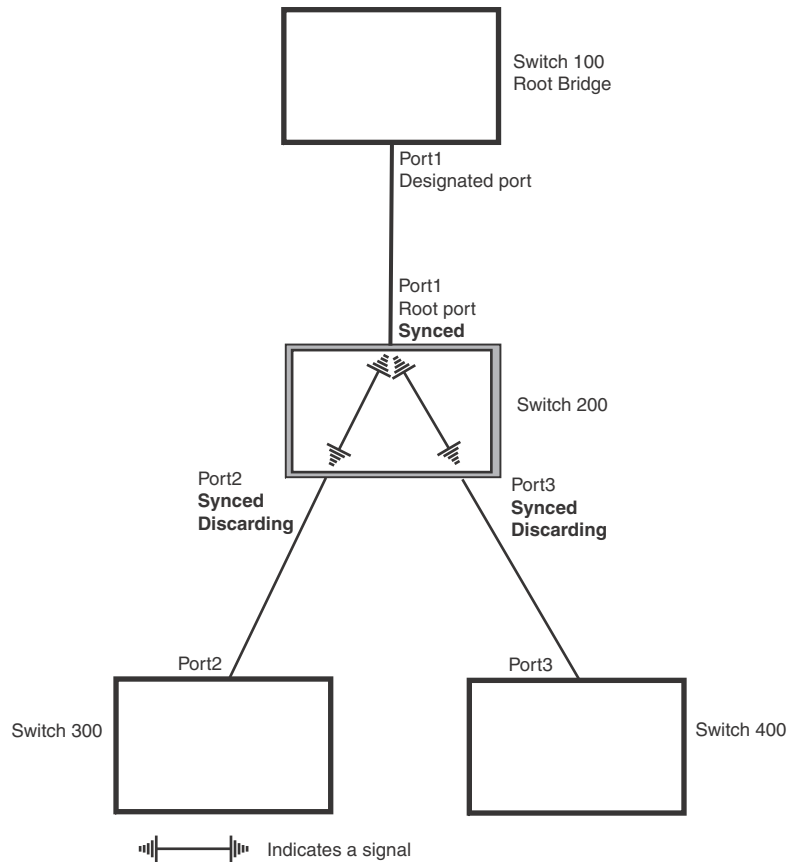 Switch 100
Root Bridge
Port1
Designated port
Port1
Root port
Synced
Switch 200
Port2
Synced
Discarding
Port3
Synced
Discarding
Port2
Port3
Switch 300
Switch 400
Indicates a signal